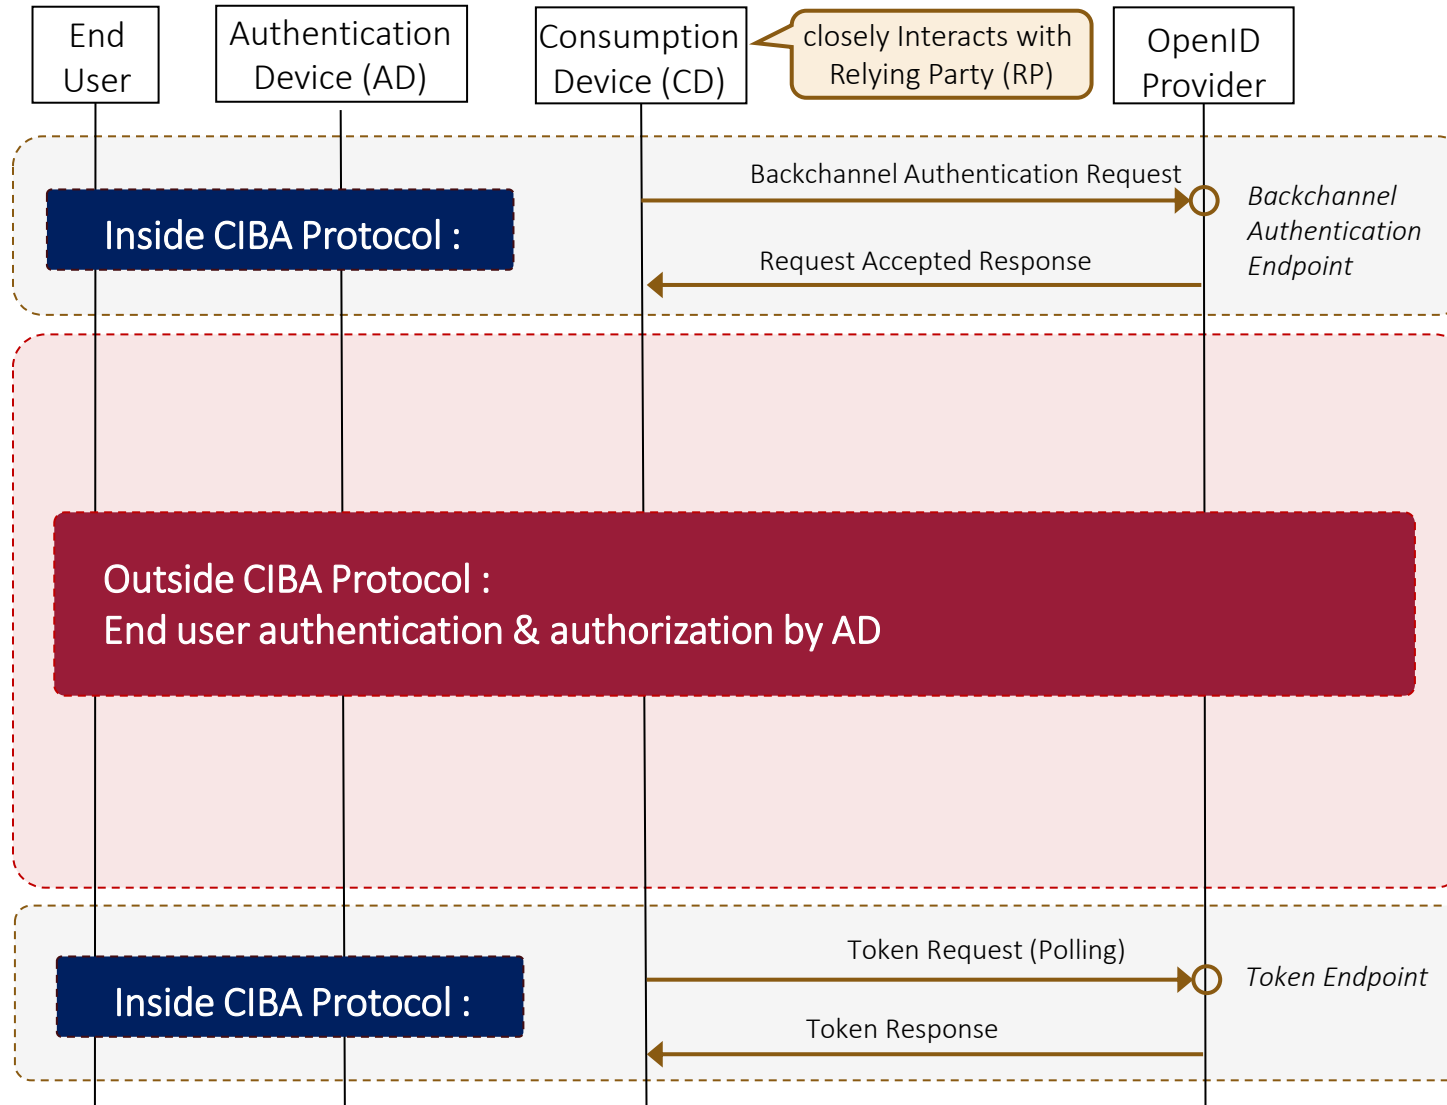 End
User
Authentication
Device (AD)
Consumption
Device (CD)
closely Interacts with
Relying Party (RP)
OpenID
Provider
Backchannel Authentication Request
Backchannel
Authentication
Endpoint
Inside CIBA Protocol :
Request Accepted Response
Outside CIBA Protocol :
End user authentication & authorization by AD
Token Request (Polling)
Token Endpoint
Inside CIBA Protocol :
Token Response